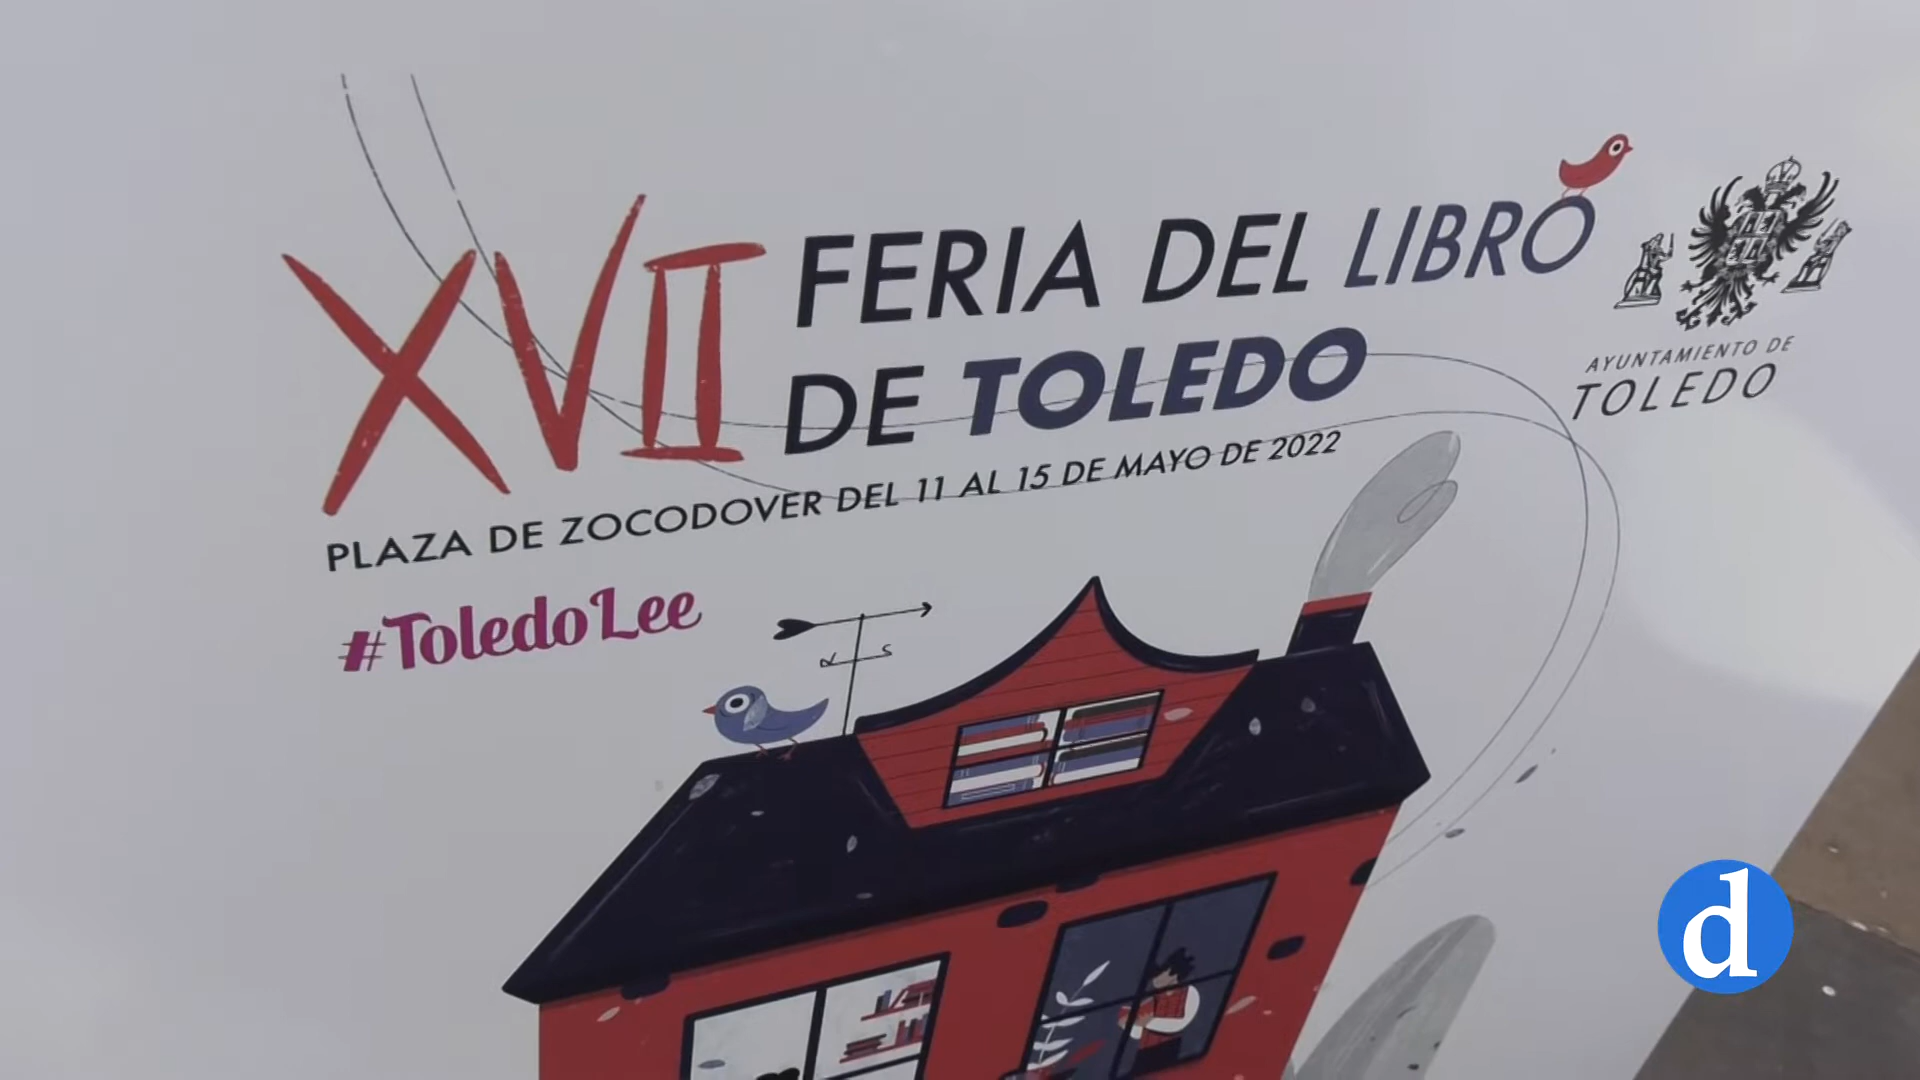 XVII FERIA DEL LIBRO
DE TOLEDO
PLAZA DE ZOCODOVER DEL 11 AL 15 DE MAYO DE 2022
#ToledoLee
AYUNTAMIENTO DE
TOLEDO
d